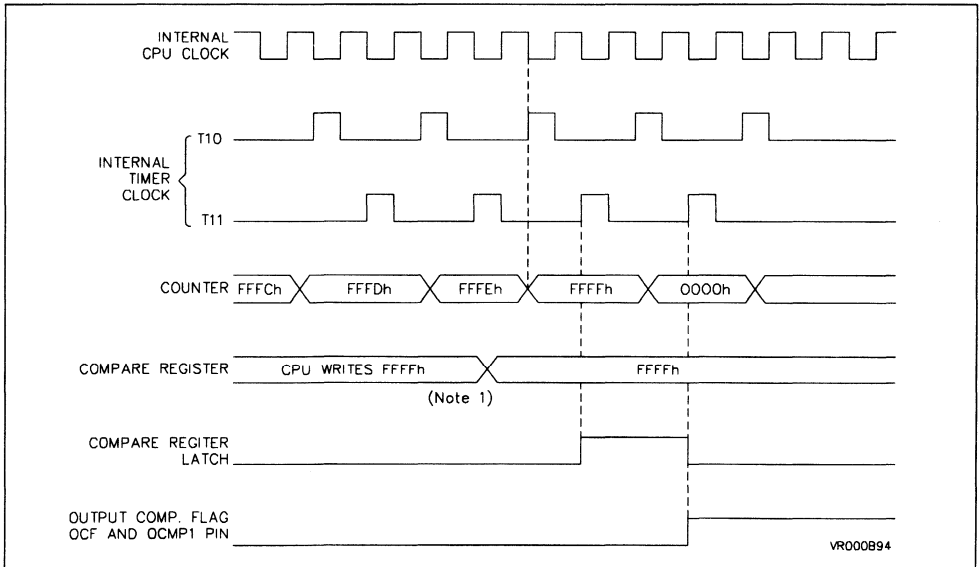 INTERNAL
CPU CLOCK
T10
INTERNAL
TIMER
CLOCK
T11
COUNTER FFFCh FFFDh FFFEh FFFFh 0000h
COMPARE REGISTER CPU WRITES FFFFh FFFFh
(Note 1)
COMPARE REGITER
LATCH
OUTPUT COMP. FLAG
OCF AND OCMP1 PIN
VR000B94